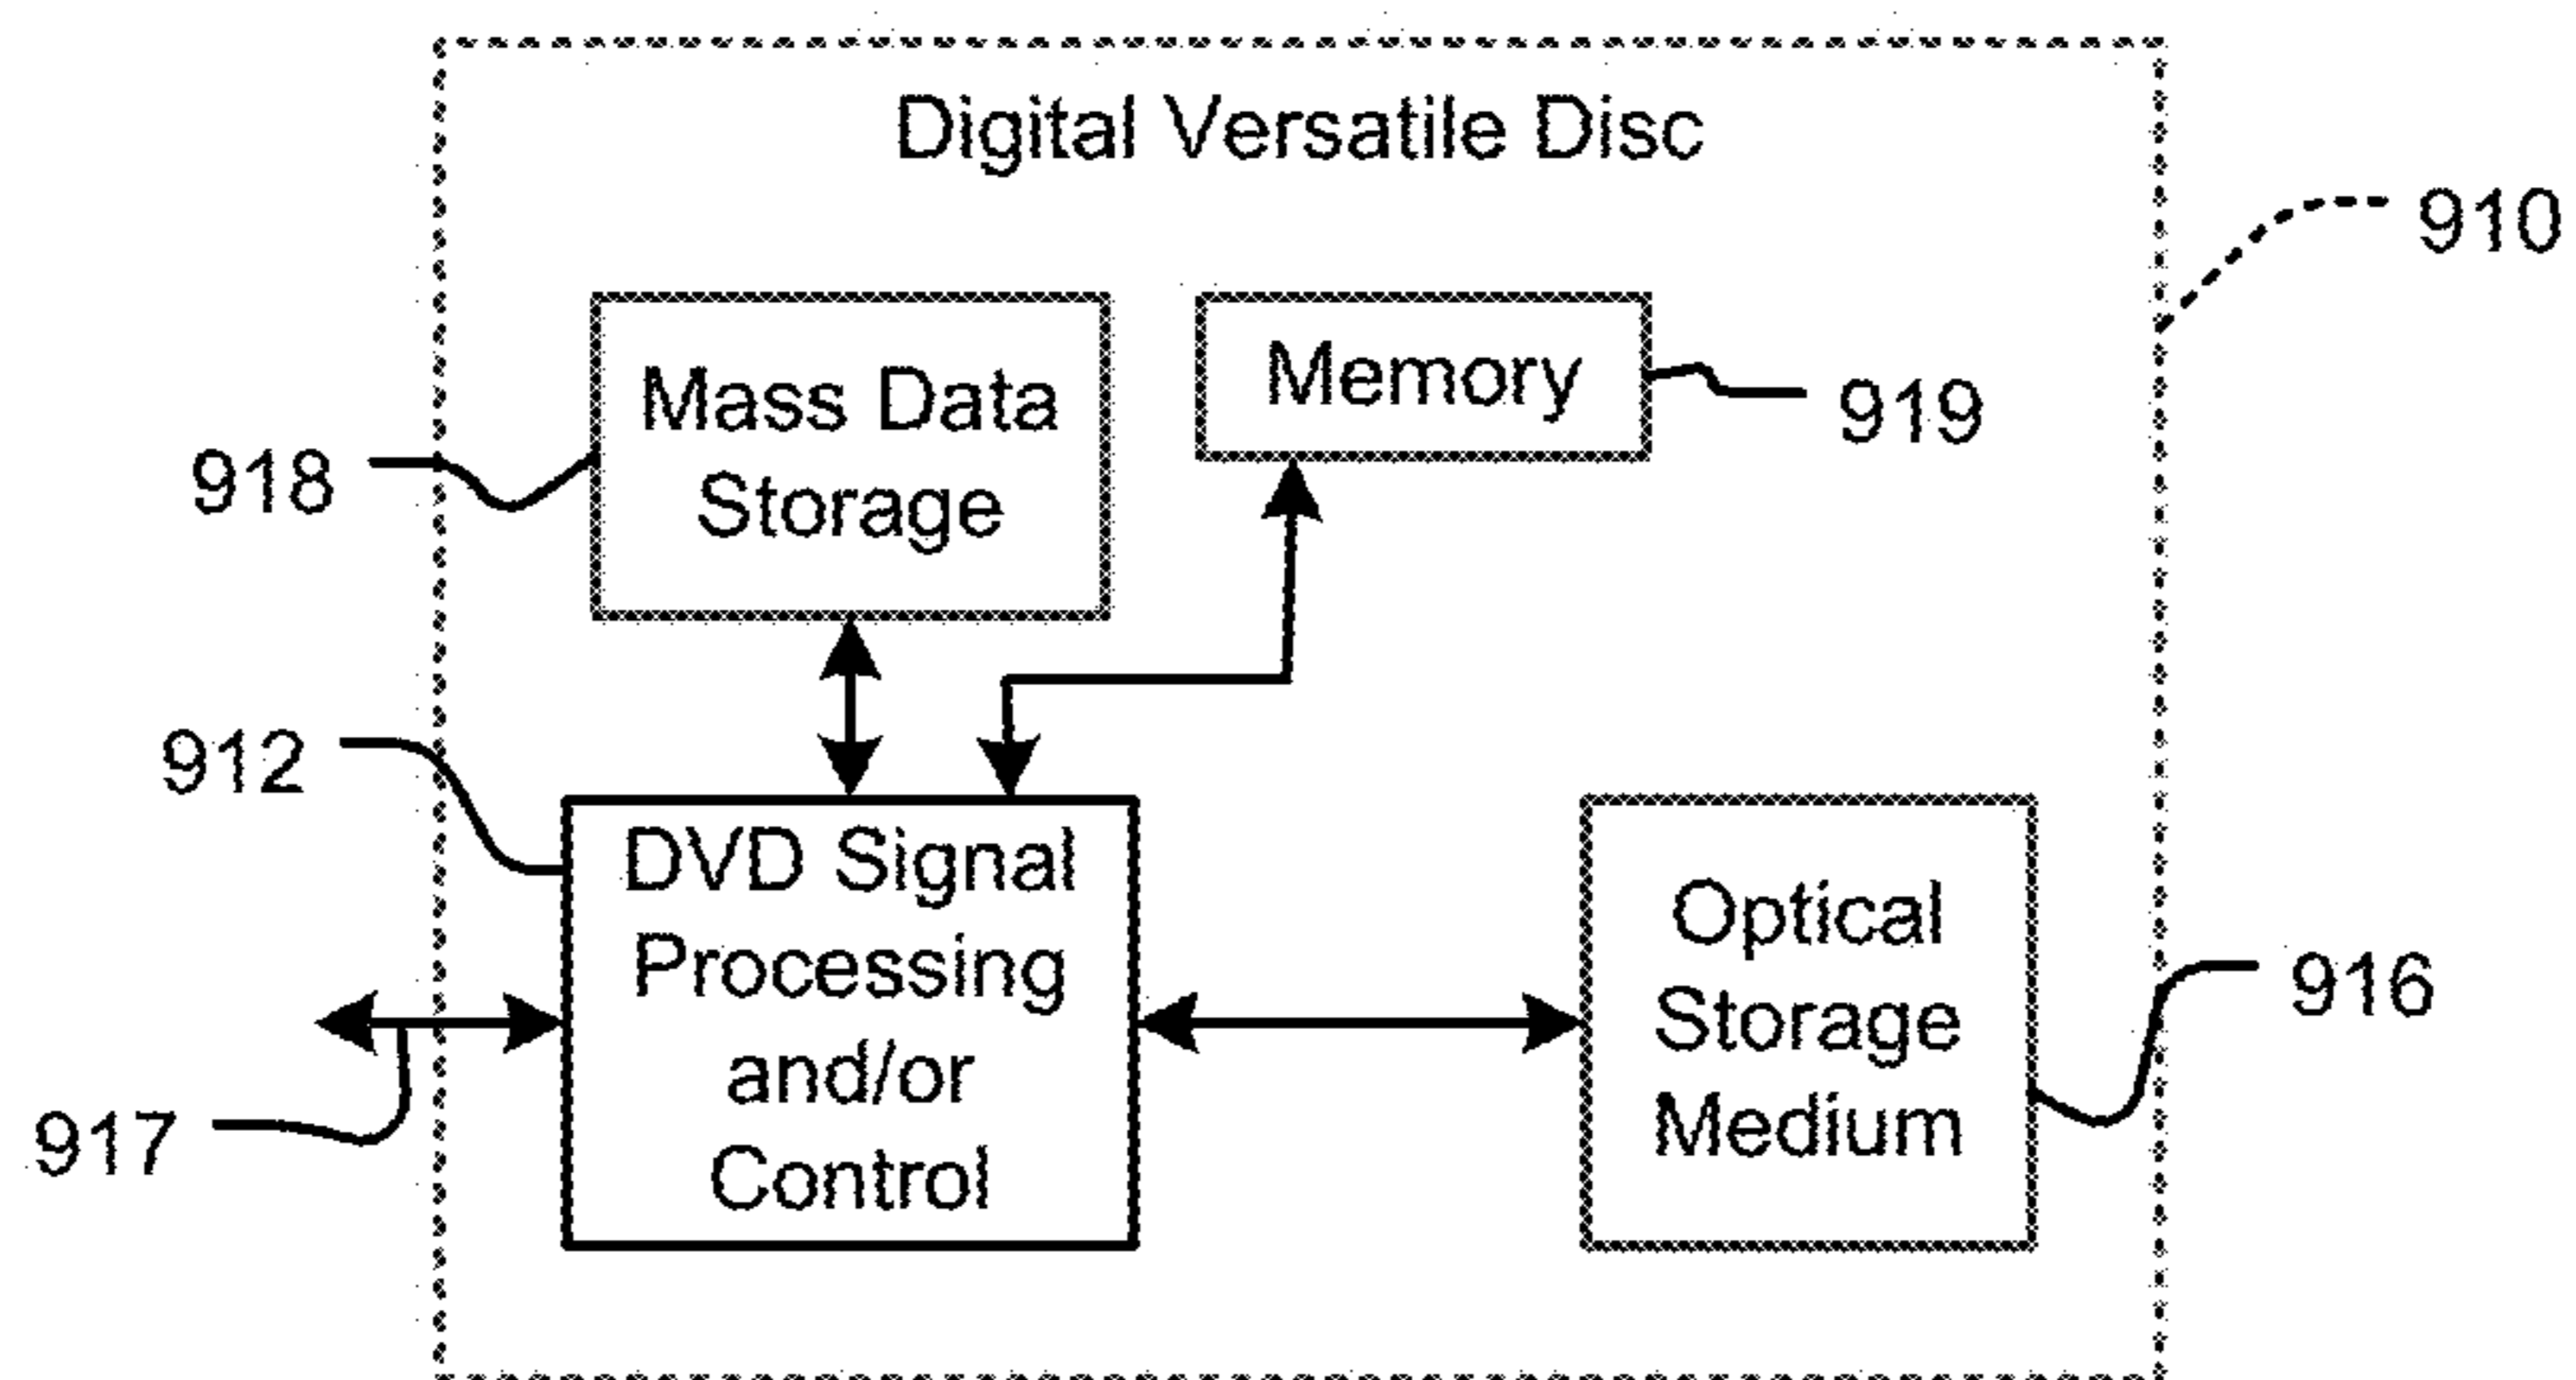 Digital Versatile Disc
910
Mass Data
Storage
918
Memory
919
912
DVD Signal
Processing
and/or
Control
Optical
Storage
Medium
916
917